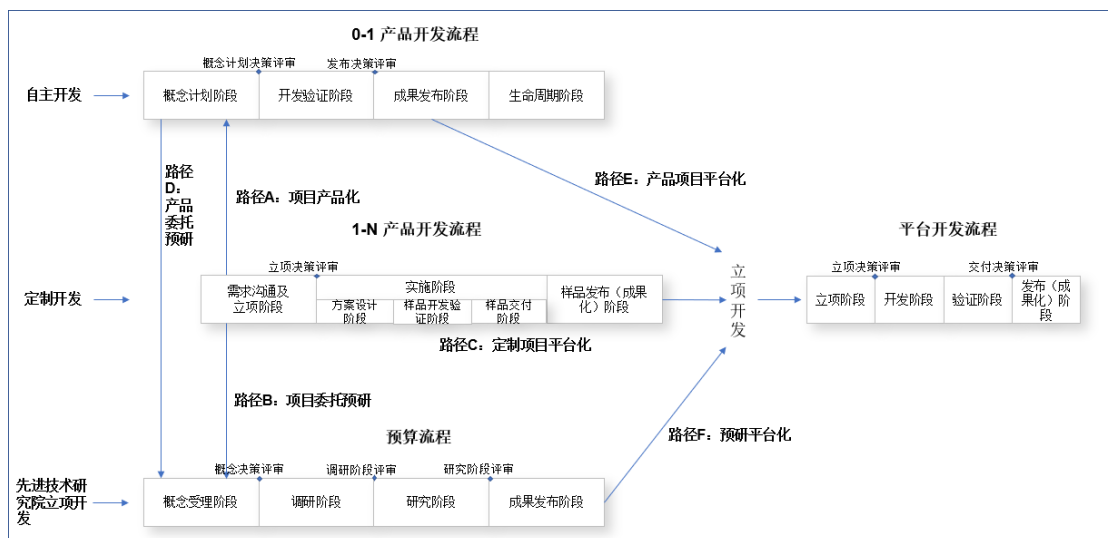 0-1 产品开发流程
概念计划决策评审
发布决策评审
自主开发
概念计划阶段
开发验证阶段
成果发布阶段
生命周期阶段
路径
D：
产品
委托
预研
路径A：项目产品化
路径E：产品项目平台化
1-N 产品开发流程
平台开发流程
立项决策评审
立项决策评审
交付决策评审
定制开发
需求沟通及
立项阶段
实施阶段
方案设计
阶段
样品开发验
证阶段
样品交付
阶段
样品发布（成果
化）阶段
立
项
开
发
立项阶段
开发阶段
验证阶段
发布（成
果化）阶
段
路径C：定制项目平台化
路径B：项目委托预研
预算流程
路径F：预研平台化
概念决策评审
调研阶段评审
研究阶段评审
先进技术研
究院立项开
发
概念受理阶段
调研阶段
研究阶段
成果发布阶段